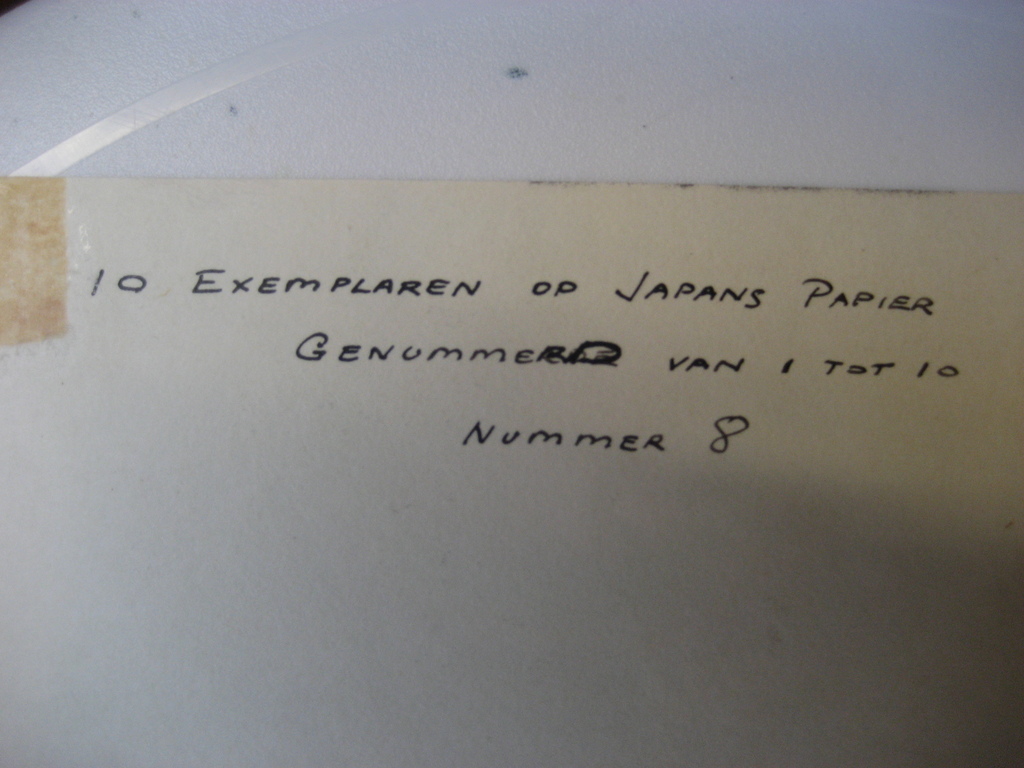 10 EXEMPLAREN OP JAPANS PAPIER
GENUMMERD VAN 1 TOT 10
NUMMER 8